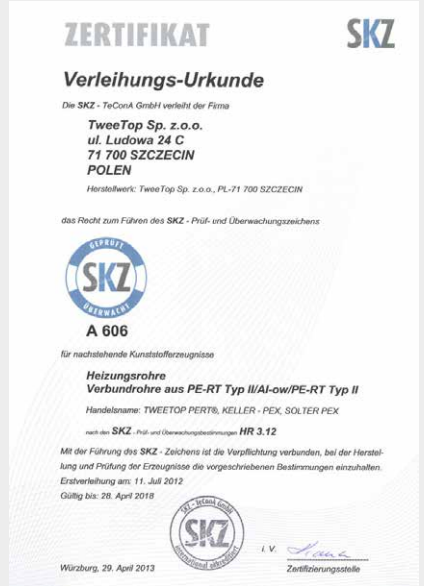 ZERTIFIKAT
SKZ
Verleihungs-Urkunde
Die SKZ - TeConA GmbH verleiht der Firma
TweeTop Sp. z.o.o.
ul. Ludowa 24 C
71 700 SZCZECIN
POLEN
Herstellwerk: TweeTop Sp. z.o.o., PL-71 700 SZCZECIN
das Recht zum Führen des SKZ - Prüf- und Überwachungszeichens
GEPRÜFT
SKZ
ÜBERWACHT
A 606
für nachstehende Kunststofferzeugnisse
Heizungsrohre
Verbundrohre aus PE-RT Typ II/Al-ow/PE-RT Typ II
Handelsname: TWEETOP PERT®, KELLER - PEX, SOLTER PEX
nach den SKZ - Prüf- und Überwachungsbestimmungen HR 3.12
Mit der Führung des SKZ - Zeichens ist die Verpflichtung verbunden, bei der Herstel-
lung und Prüfung der Erzeugnisse die vorgeschriebenen Bestimmungen einzuhalten.
Erstverleihung am: 11. Juli 2012
Gültig bis: 28. April 2018
SKZ - TeConA GmbH
SKZ
international akkreditiert
i. V.
Würzburg, 29. April 2013
Zertifizierungsstelle